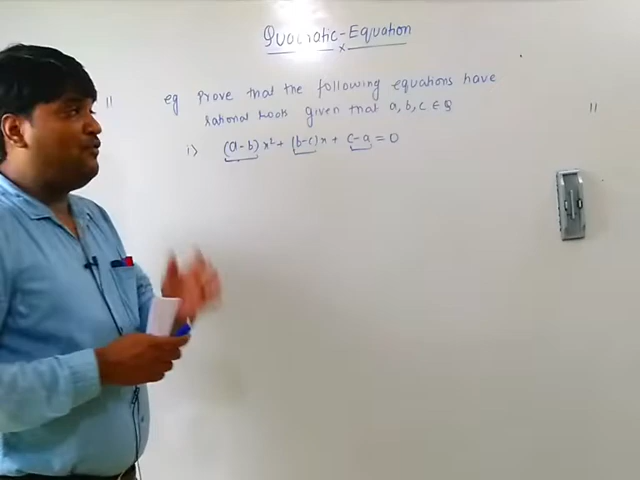 Quadratic-Equation
x
eg Prove that the following equations have
rational roots given that a, b, c ∈ Q
i> (a-b)x² + (b-c)x + c-a = 0